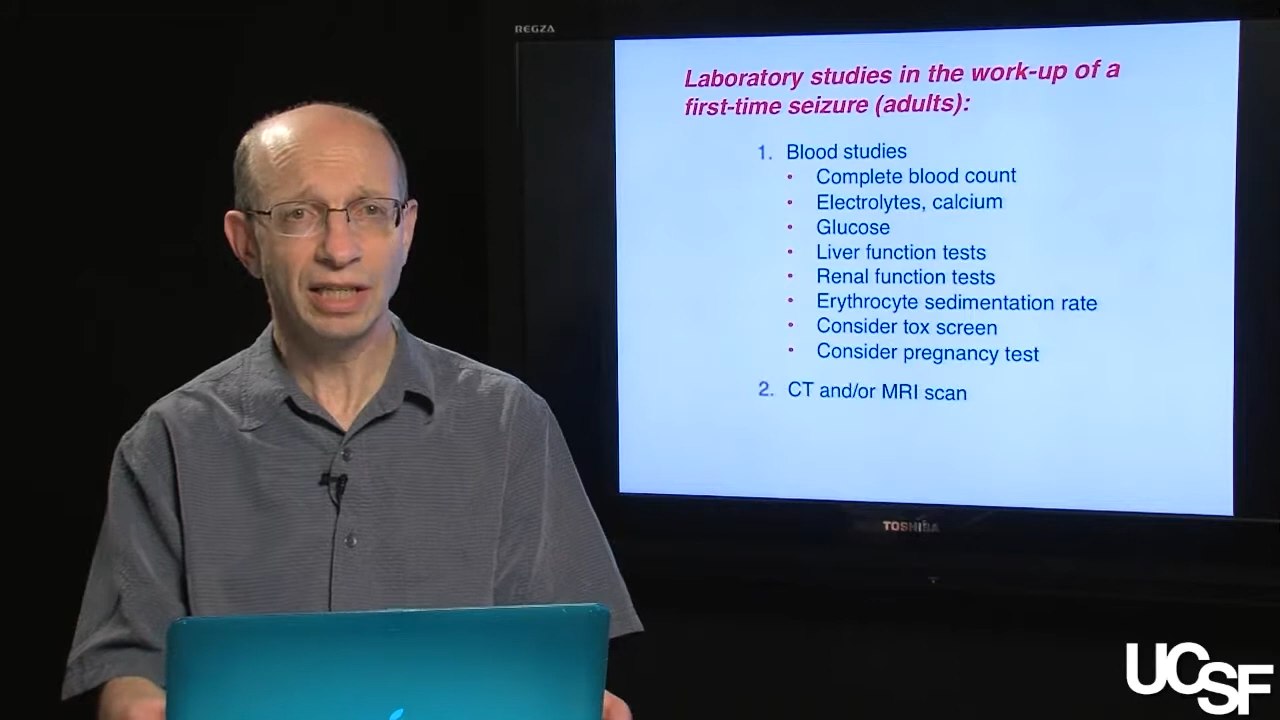 REGZA
Laboratory studies in the work-up of a
first-time seizure (adults):
1. Blood studies
• Complete blood count
• Electrolytes, calcium
• Glucose
• Liver function tests
• Renal function tests
• Erythrocyte sedimentation rate
• Consider tox screen
• Consider pregnancy test
2. CT and/or MRI scan
TOSHIBA
UCSF